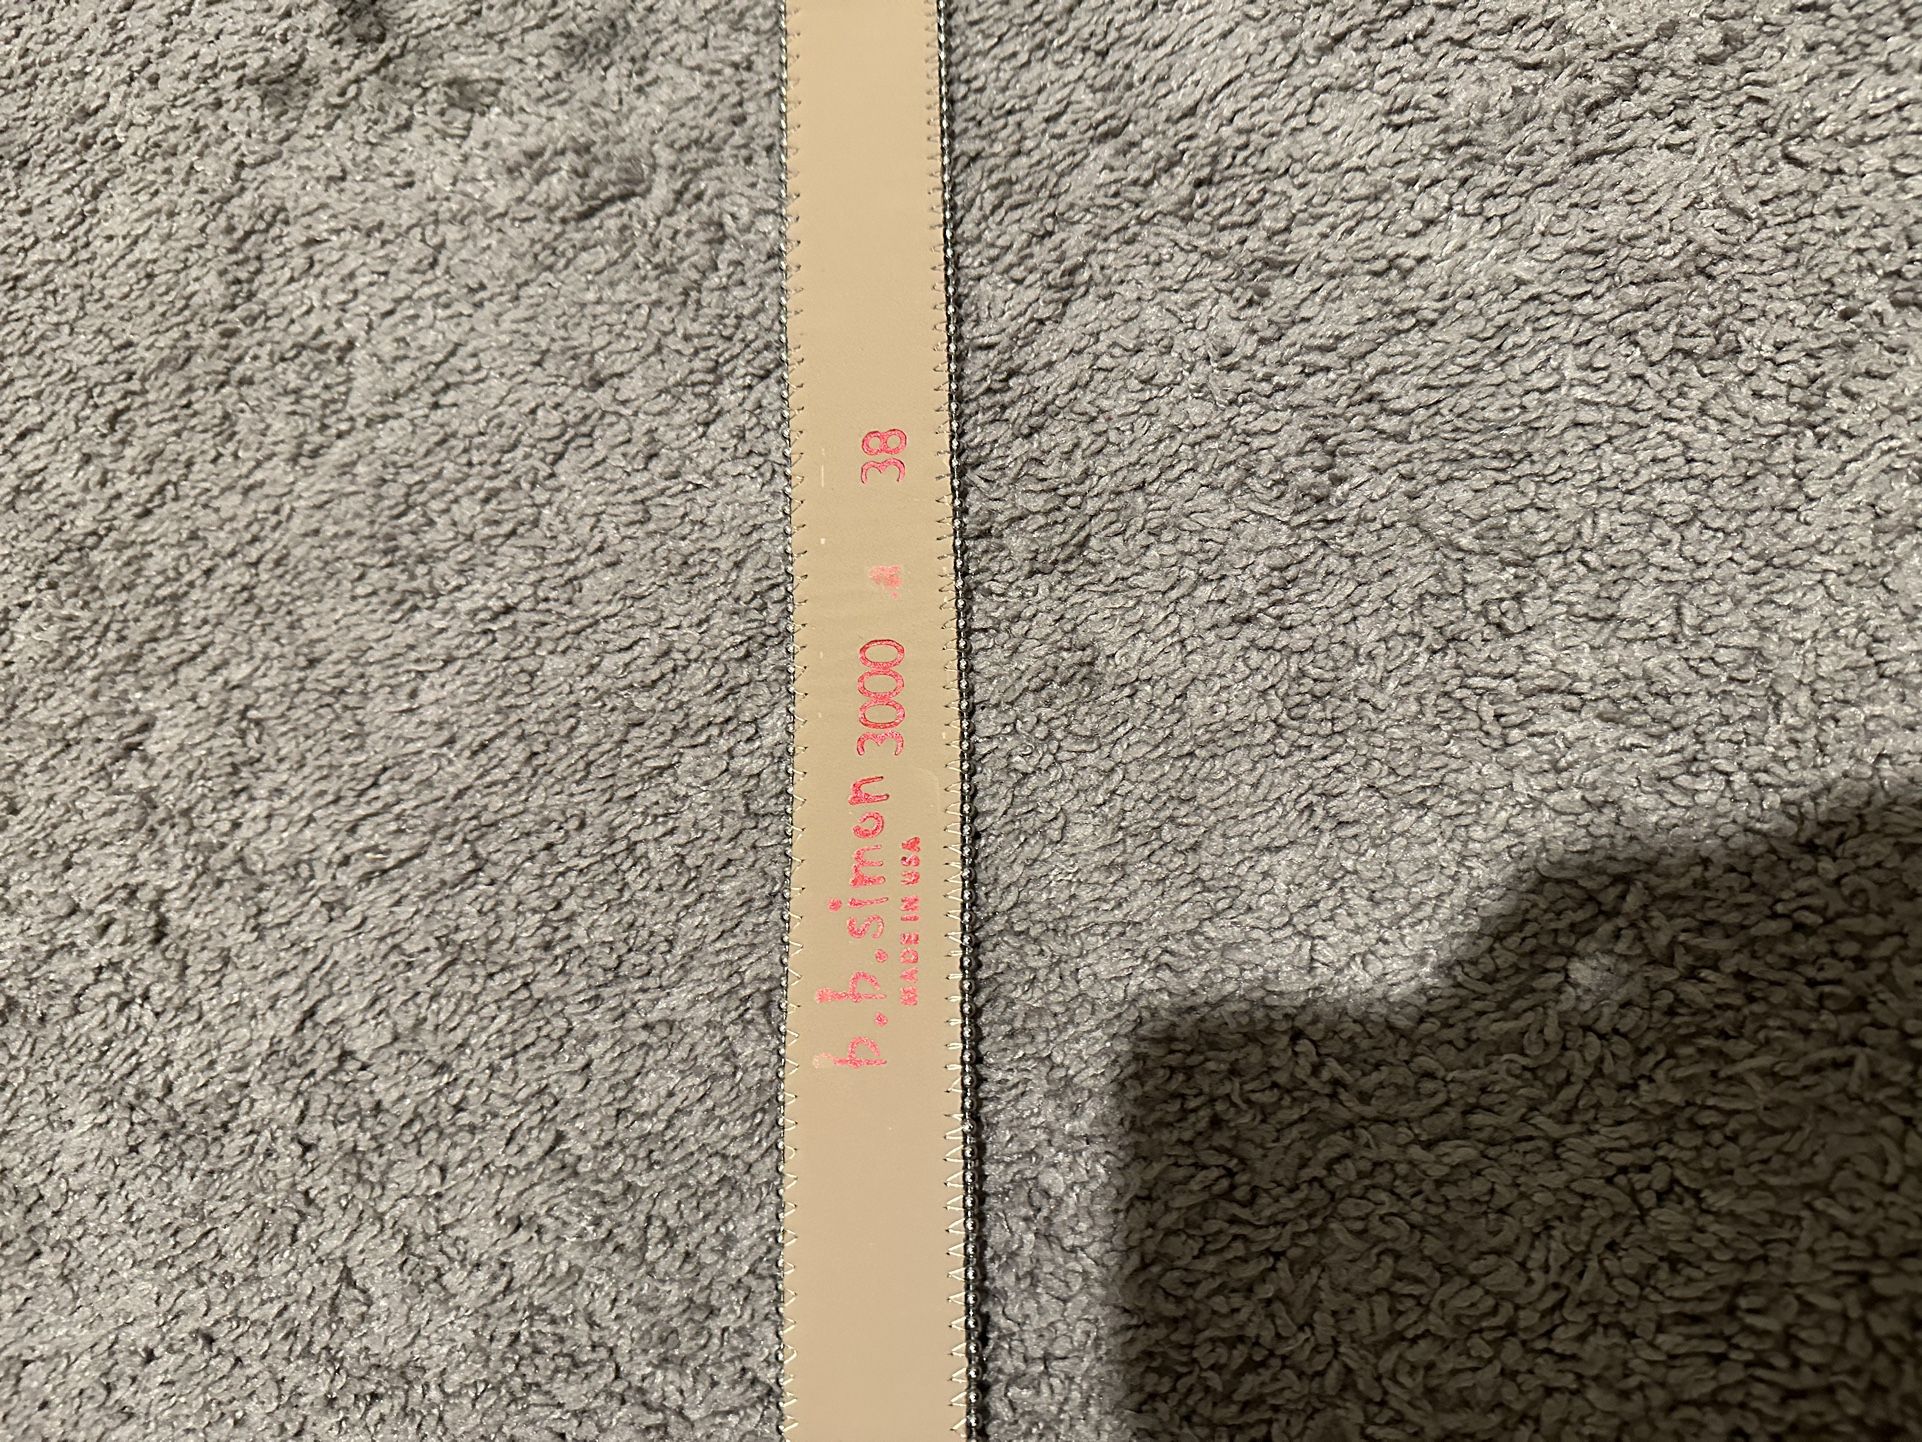 b.b.simon 3000 38
MADE IN USA